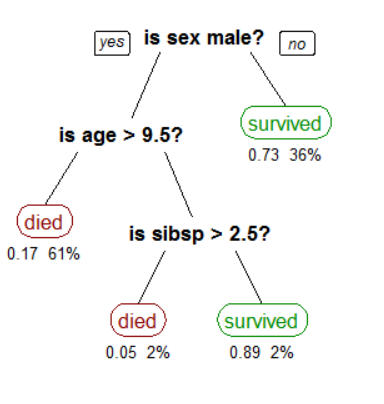 yes is sex male? no
is age > 9.5?
survived
0.73 36%
died
0.17 61%
is sibsp > 2.5?
died
0.05 2%
survived
0.89 2%